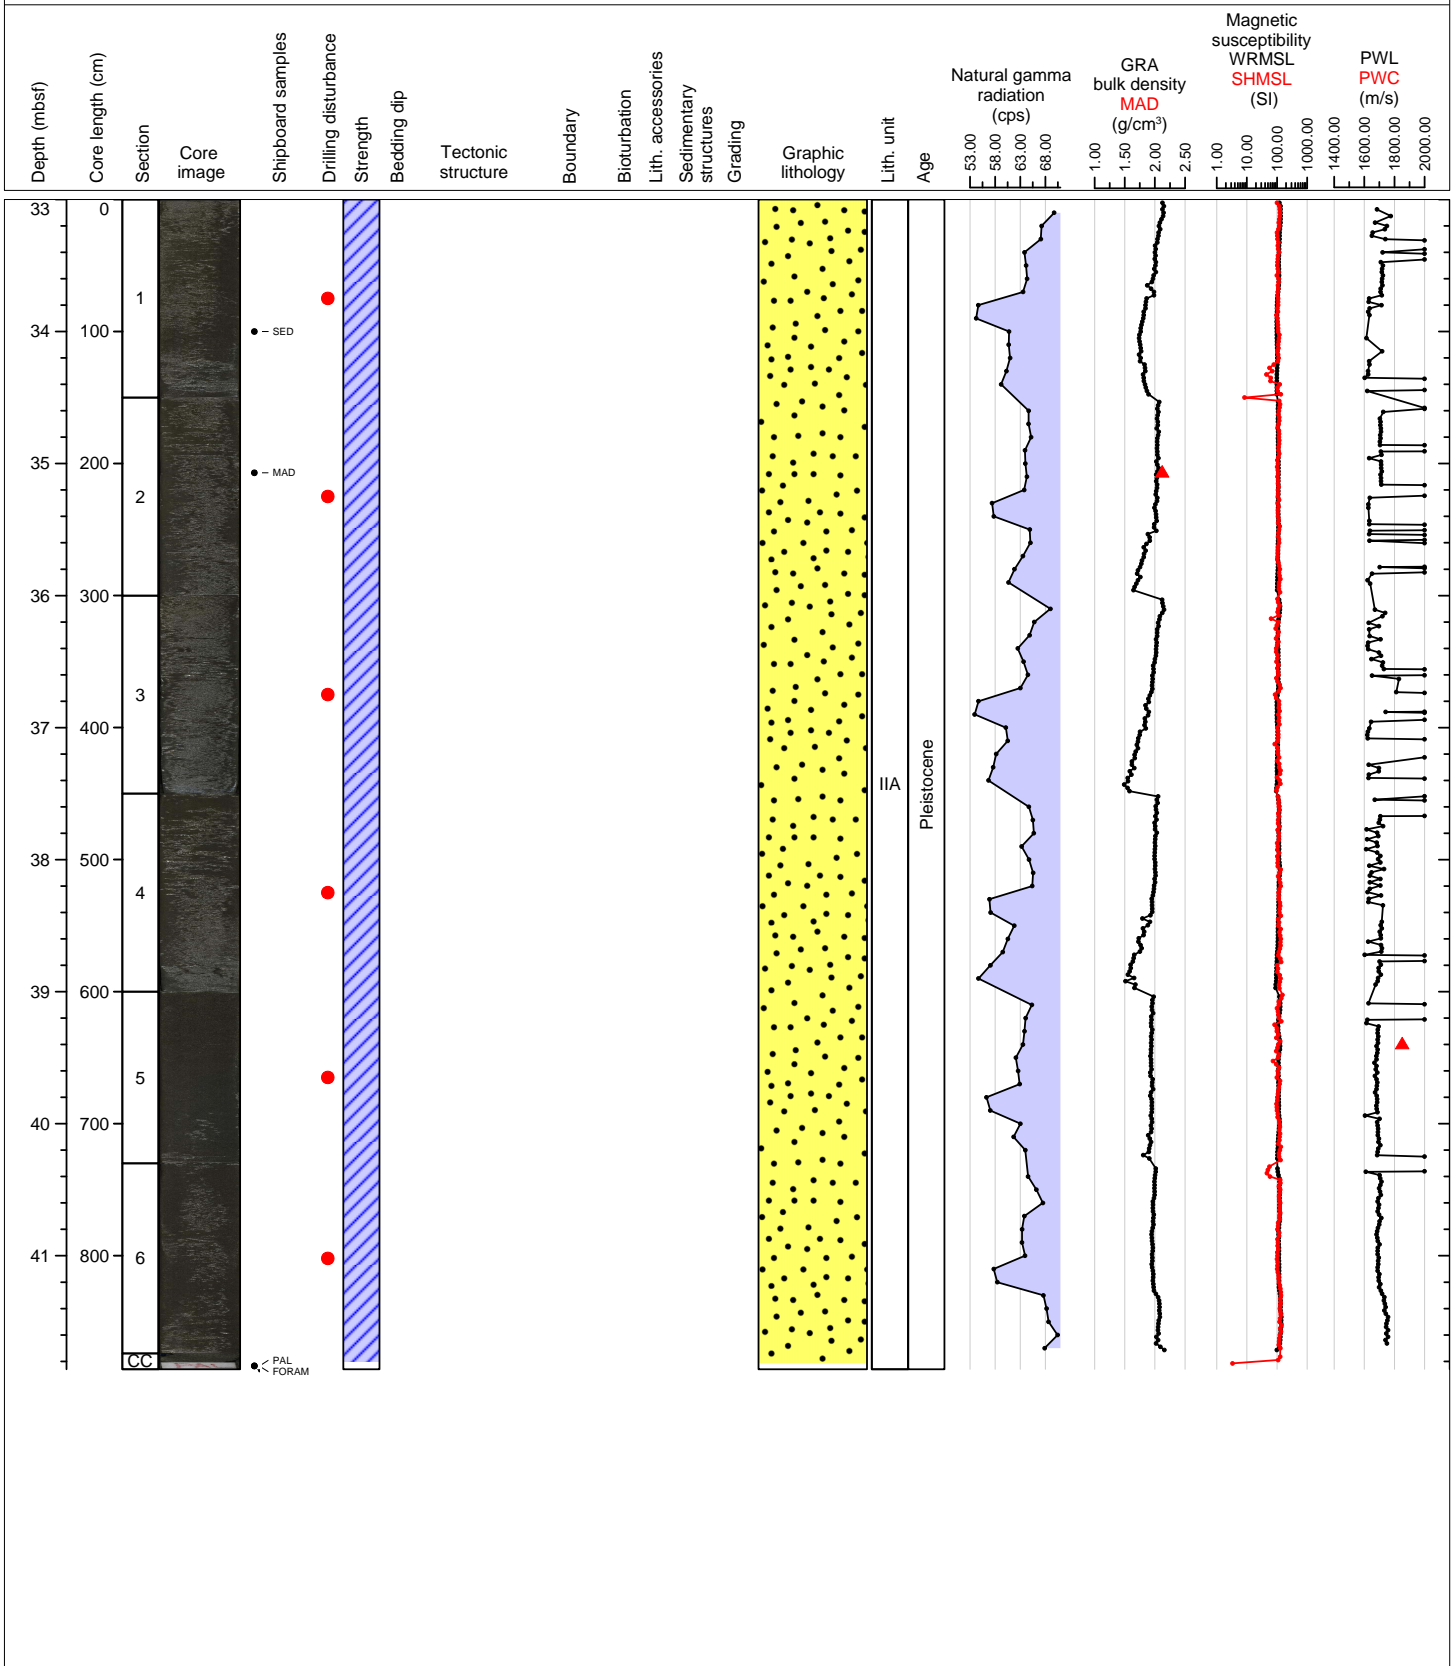 Depth (mbsf)
Core length (cm)
Section
Core
image
Shipboard samples
Drilling disturbance
Strength
Bedding dip
Tectonic
structure
Boundary
Bioturbation
Lith. accessories
Sedimentary
structures
Grading
Graphic
lithology
Lith. unit
Age
Natural gamma
radiation
(cps)
53.00 58.00 63.00 68.00
GRA
bulk density
MAD
(g/cm³)
1.00 1.50 2.00 2.50
Magnetic
susceptibility
WRMSL
SHMSL
(SI)
1.00 10.00 100.00 1000.00
PWL
PWC
(m/s)
1400.00 1600.00 1800.00 2000.00
33 0
1
34 100 SED
35 200 MAD
2
36 300
3
37 400
IIA
Pleistocene
38 500
4
39 600
5
40 700
41 800 6
CC PAL
FORAM